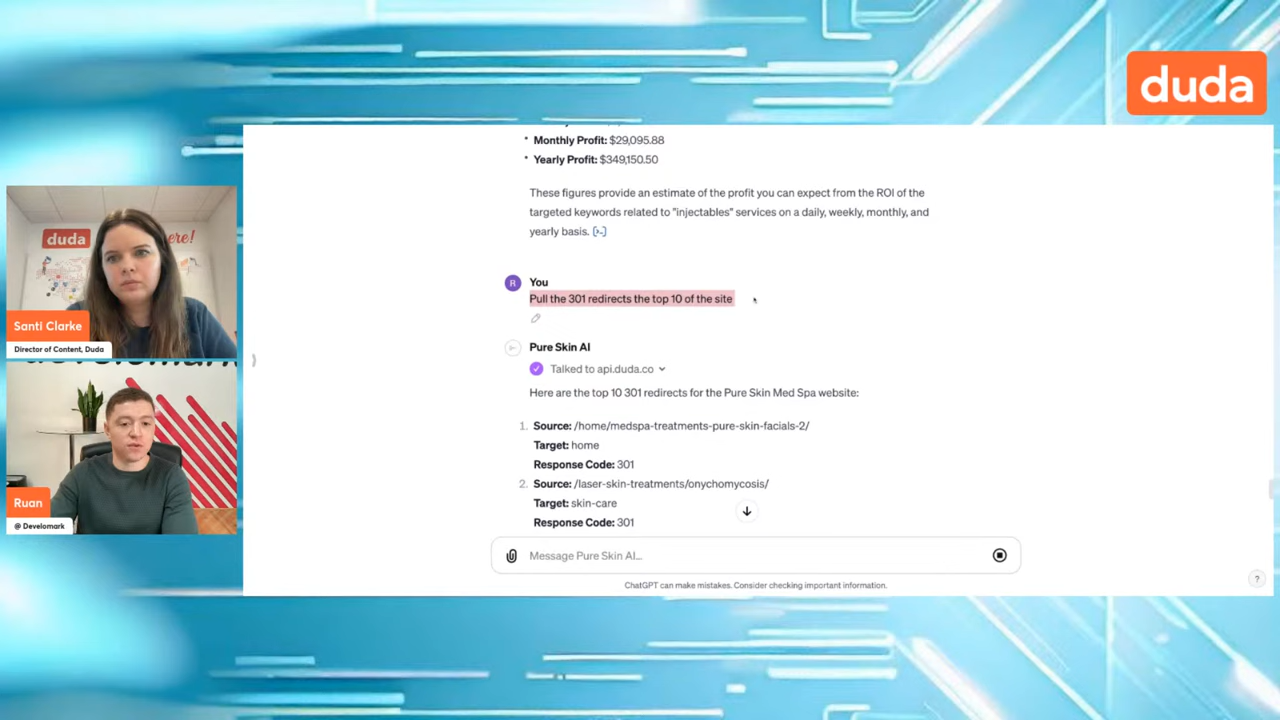 duda
Monthly Profit: $29,095.88
Yearly Profit: $349,150.50
These figures provide an estimate of the profit you can expect from the ROI of the
targeted keywords related to "injectables" services on a daily, weekly, monthly, and
yearly basis. [>-]
R
You
Pull the 301 redirects the top 10 of the site
Pure Skin AI
Talked to api.duda.co
Here are the top 10 301 redirects for the Pure Skin Med Spa website:
1. Source: /home/medspa-treatments-pure-skin-facials-2/
Target: home
Response Code: 301
2. Source: /laser-skin-treatments/onychomycosis/
Target: skin-care
Response Code: 301
Message Pure Skin AI...
ChatGPT can make mistakes. Consider checking important information.
?
duda
here!
Santi Clarke
Director of Content, Duda
Ruan
@ Develomark